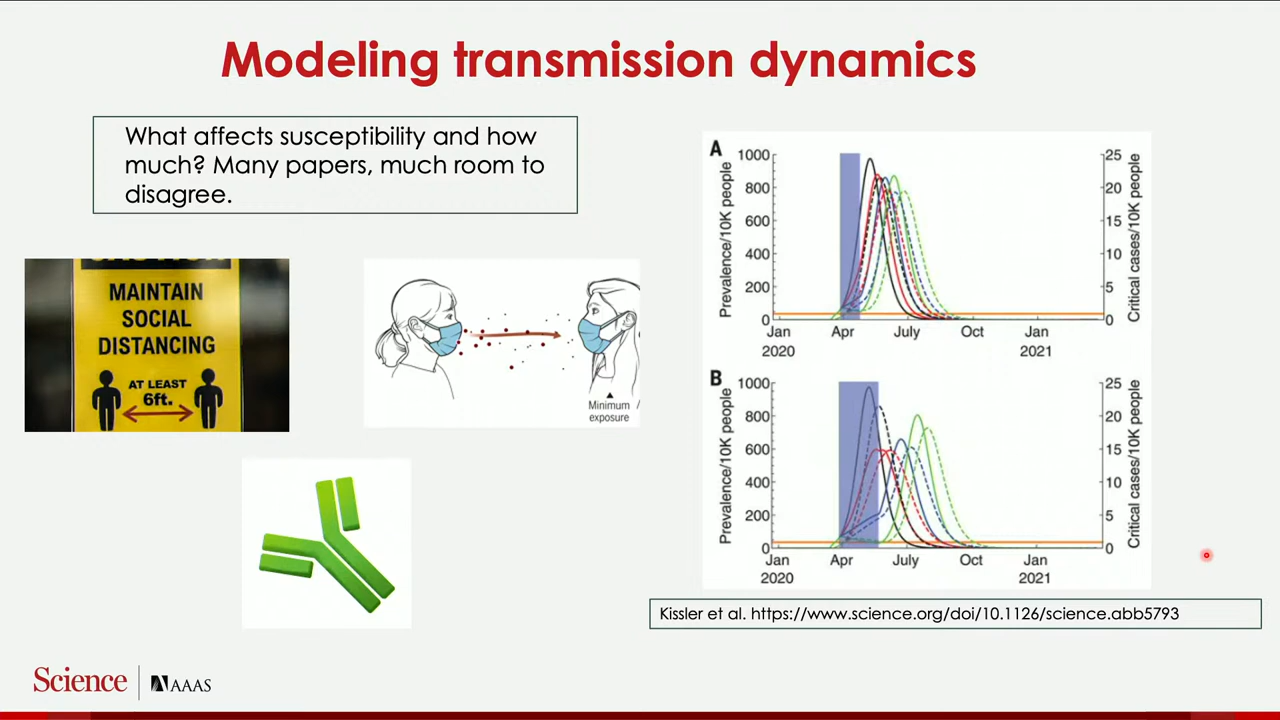 Modeling transmission dynamics
What affects susceptibility and how
much? Many papers, much room to
disagree.
MAINTAIN
SOCIAL
DISTANCING
AT LEAST
6ft.
Minimum
exposure
A
Prevalence/10K people
1000
800
600
400
200
0
25
20
15
10
5
0
Critical cases/10K people
Jan Apr July Oct Jan
2020 2021
B
Prevalence/10K people
1000
800
600
400
200
0
25
20
15
10
5
0
Critical cases/10K people
Jan Apr July Oct Jan
2020 2021
Kissler et al. https://www.science.org/doi/10.1126/science.abb5793
Science AAAS